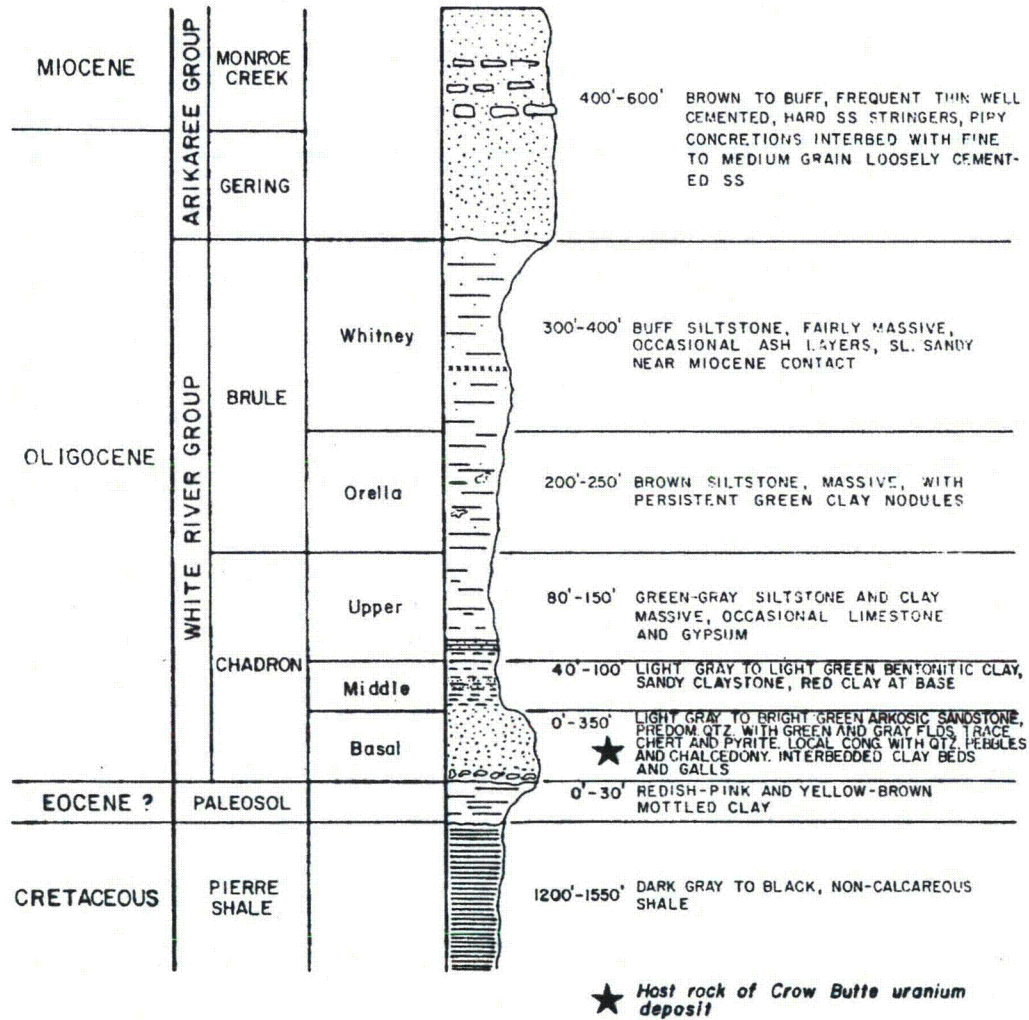 MIOCENE
ARIKAREE GROUP
MONROE
CREEK
GERING
400'-600' BROWN TO BUFF, FREQUENT THIN WELL
CEMENTED, HARD SS STRINGERS, PIPY
CONCRETIONS INTERBED WITH FINE
TO MEDIUM GRAIN LOOSELY CEMENT-
ED SS
OLIGOCENE
WHITE RIVER GROUP
BRULE
Whitney
300'-400' BUFF SILTSTONE, FAIRLY MASSIVE,
OCCASIONAL ASH LAYERS, SL. SANDY
NEAR MIOCENE CONTACT
Orella
200'-250' BROWN SILTSTONE, MASSIVE, WITH
PERSISTENT GREEN CLAY NODULES
CHADRON
Upper
80'-150' GREEN-GRAY SILTSTONE AND CLAY
MASSIVE, OCCASIONAL LIMESTONE
AND GYPSUM
Middle
40'-100' LIGHT GRAY TO LIGHT GREEN BENTONITIC CLAY,
SANDY CLAYSTONE, RED CLAY AT BASE
Basal
0'-350' LIGHT GRAY TO BRIGHT GREEN ARKOSIC SANDSTONE,
PREDOM. QTZ. WITH GREEN AND GRAY FLDS, TRACE
CHERT AND PYRITE. LOCAL CONG. WITH QTZ. PEBBLES
AND CHALCEDONY. INTERBEDDED CLAY BEDS
AND GALLS
EOCENE ?
PALEOSOL
0'-30' REDISH-PINK AND YELLOW-BROWN
MOTTLED CLAY
CRETACEOUS
PIERRE
SHALE
1200'-1550' DARK GRAY TO BLACK, NON-CALCAREOUS
SHALE
★ Host rock of Crow Butte uranium
deposit